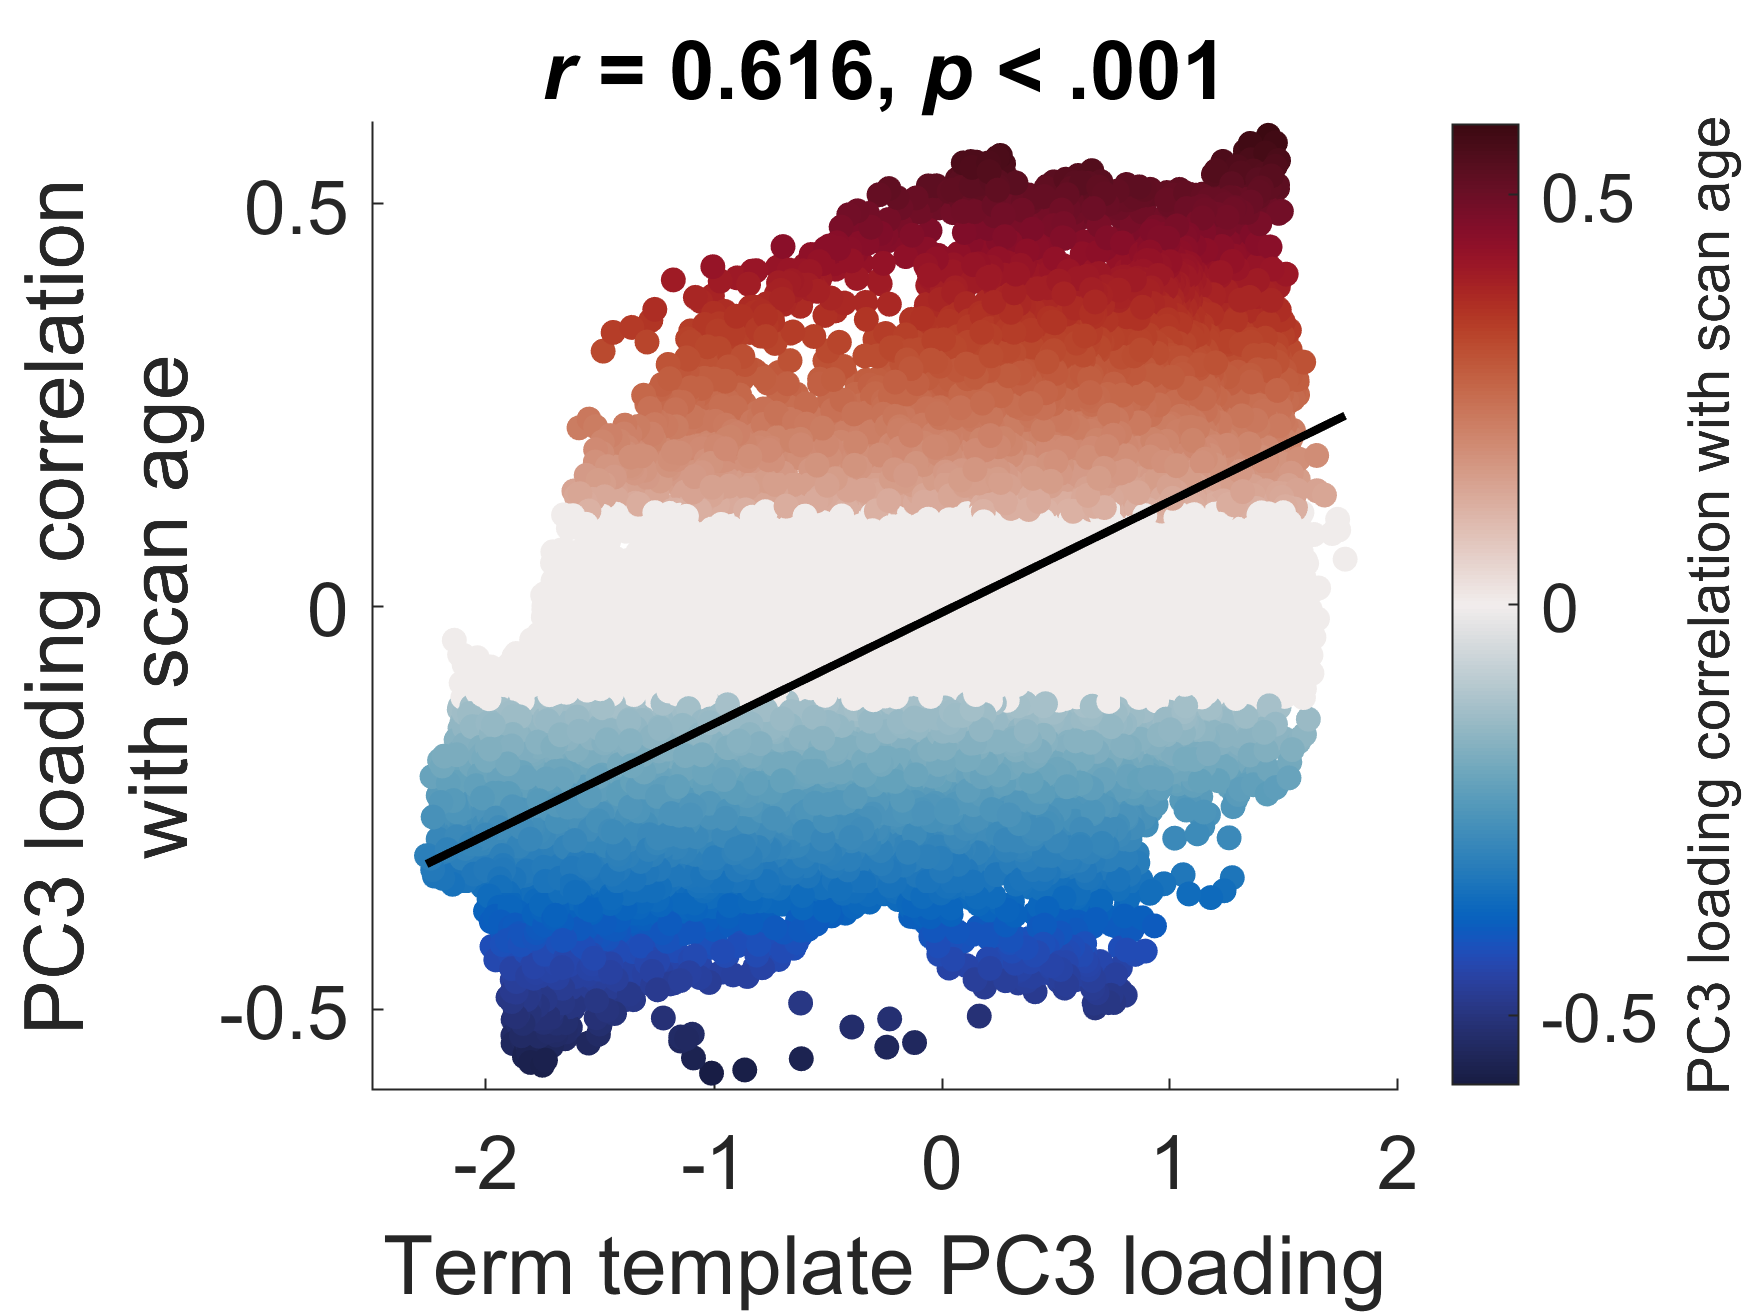 r = 0.616, p < .001
PC3 loading correlation
with scan age
0.5
0
-0.5
-2
-1
0
1
2
Term template PC3 loading
0.5
0
-0.5
PC3 loading correlation with scan age